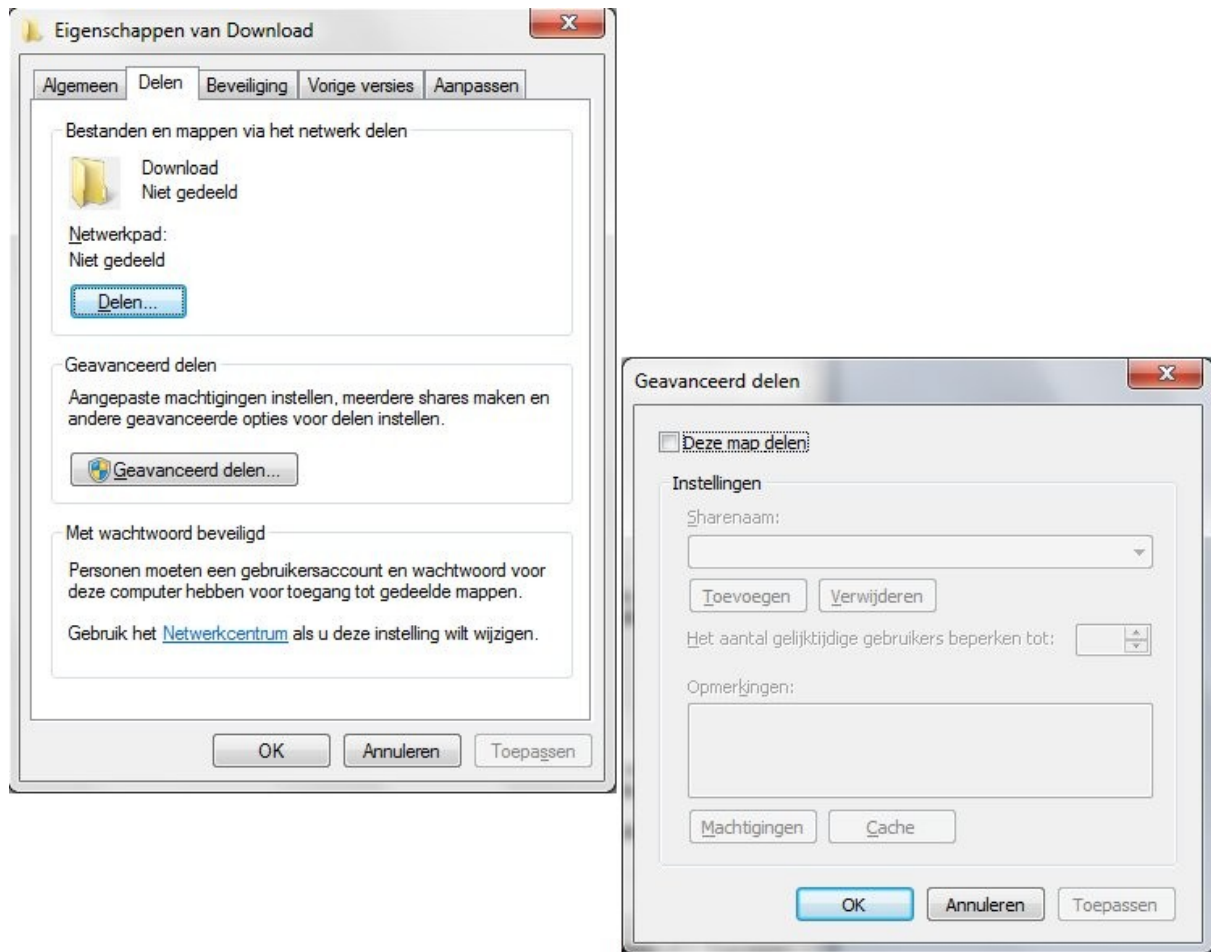 Eigenschappen van Download
Algemeen Delen Beveiliging Vorige versies Aanpassen
Bestanden en mappen via het netwerk delen
Download
Niet gedeeld
Netwerkpad:
Niet gedeeld
Delen...
Geavanceerd delen
Aangepaste machtigingen instellen, meerdere shares maken en
andere geavanceerde opties voor delen instellen.
Geavanceerd delen...
Met wachtwoord beveiligd
Personen moeten een gebruikersaccount en wachtwoord voor
deze computer hebben voor toegang tot gedeelde mappen.
Gebruik het Netwerkcentrum als u deze instelling wilt wijzigen.
OK Annuleren Toepassen
Geavanceerd delen
Deze map delen
Instellingen
Sharenaam:
Toevoegen Verwijderen
Het aantal gelijktijdige gebruikers beperken tot:
Opmerkingen:
Machtigingen Cache
OK Annuleren Toepassen